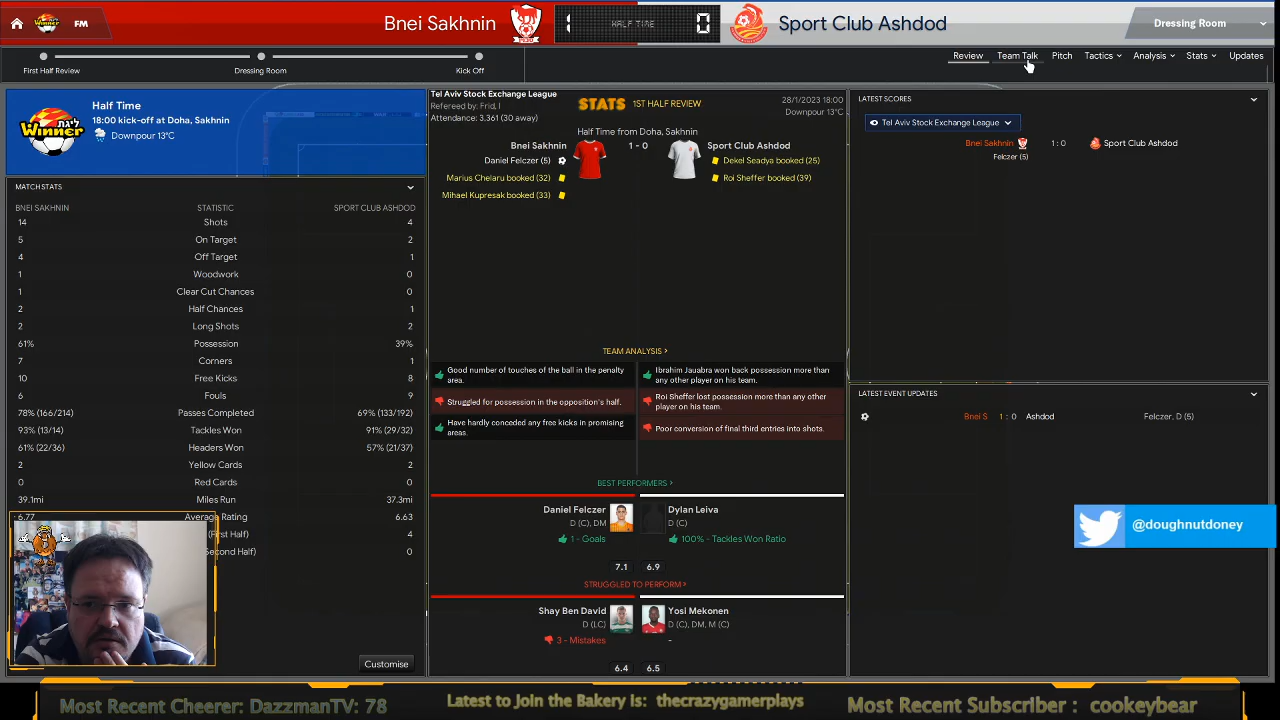 FM
Bnei Sakhnin
HALF TIME
0
Sport Club Ashdod
Dressing Room
First Half Review
Dressing Room
Kick Off
Review
Team Talk
Pitch
Tactics
Analysis
Stats
Updates
Half Time
18:00 kick-off at Doha, Sakhnin
Downpour 13°C
ליגת
Winner
Tel Aviv Stock Exchange League
Refereed by: Frid, I
Attendance: 3,361 (30 away)
STATS 1ST HALF REVIEW
28/1/2023 18:00
Downpour 13°C
Half Time from Doha, Sakhnin
Bnei Sakhnin 1 - 0 Sport Club Ashdod
Daniel Felczer (5)
Marius Chelaru booked (32)
Mihael Kupresak booked (33)
Dekel Seadya booked (25)
Roi Sheffer booked (39)
MATCH STATS
BNEI SAKHNIN STATISTIC SPORT CLUB ASHDOD
14 Shots 4
5 On Target 2
4 Off Target 1
1 Woodwork 0
1 Clear Cut Chances 0
2 Half Chances 1
2 Long Shots 2
61% Possession 39%
7 Corners 1
10 Free Kicks 8
6 Fouls 9
78% (166/214) Passes Completed 69% (133/192)
93% (13/14) Tackles Won 91% (29/32)
61% (22/36) Headers Won 57% (21/37)
2 Yellow Cards 2
0 Red Cards 0
39.1mi Miles Run 37.3mi
6.77 Average Rating 6.63
(First Half) 4
Second Half) 0
Customise
TEAM ANALYSIS >
Good number of touches of the ball in the penalty
area.
Struggled for possession in the opposition's half.
Have hardly conceded any free kicks in promising
areas.
Ibrahim Jauabra won back possession more than
any other player on his team.
Roi Sheffer lost possession more than any other
player on his team.
Poor conversion of final third entries into shots.
BEST PERFORMERS >
Daniel Felczer
D (C), DM
1 - Goals
7.1
Dylan Leiva
D (C)
100% - Tackles Won Ratio
6.9
STRUGGLED TO PERFORM >
Shay Ben David
D (LC)
3 - Mistakes
6.4
Yosi Mekonen
D (C), DM, M (C)
-
6.5
LATEST SCORES
Tel Aviv Stock Exchange League
Bnei Sakhnin 1 : 0 Sport Club Ashdod
Felczer (5)
LATEST EVENT UPDATES
Bnei S 1 : 0 Ashdod Felczer, D (5)
@doughnutdoney
Most Recent Cheerer: DazzmanTV: 78
Latest to Join the Bakery is: thecrazygamerplays
Most Recent Subscriber : cookeybear